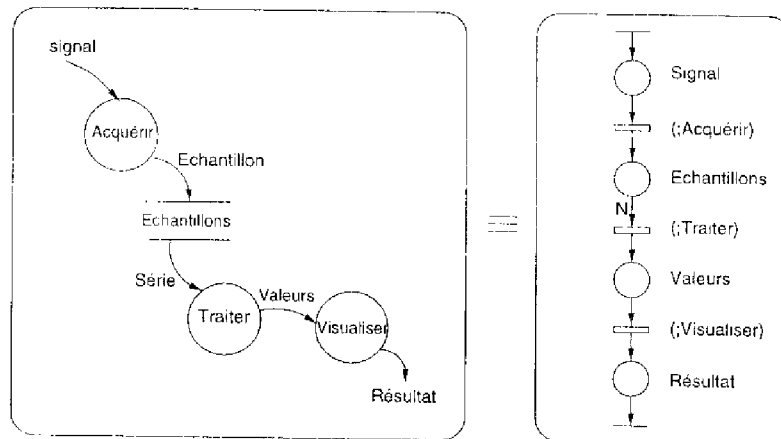 signal
Acquérir
Echantillon
Echantillons
Série
Traiter
Valeurs
Visualiser
Résultat
Signal
(;Acquérir)
Echantillons
N
(;Traiter)
Valeurs
(;Visualiser)
Résultat